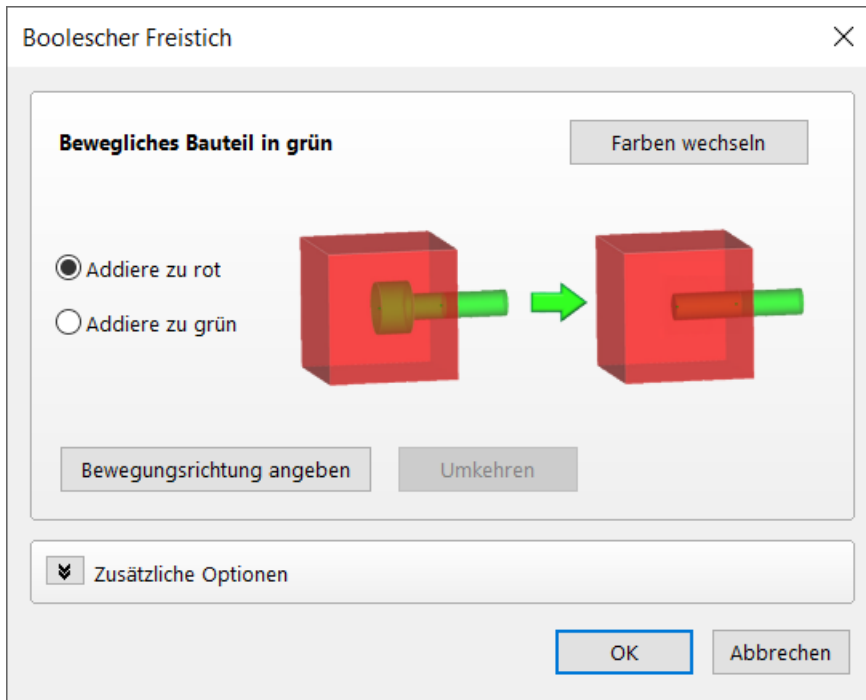 Boolescher Freistich
Bewegliches Bauteil in grün
Farben wechseln
Addiere zu rot
Addiere zu grün
Bewegungsrichtung angeben
Umkehren
Zusätzliche Optionen
OK
Abbrechen